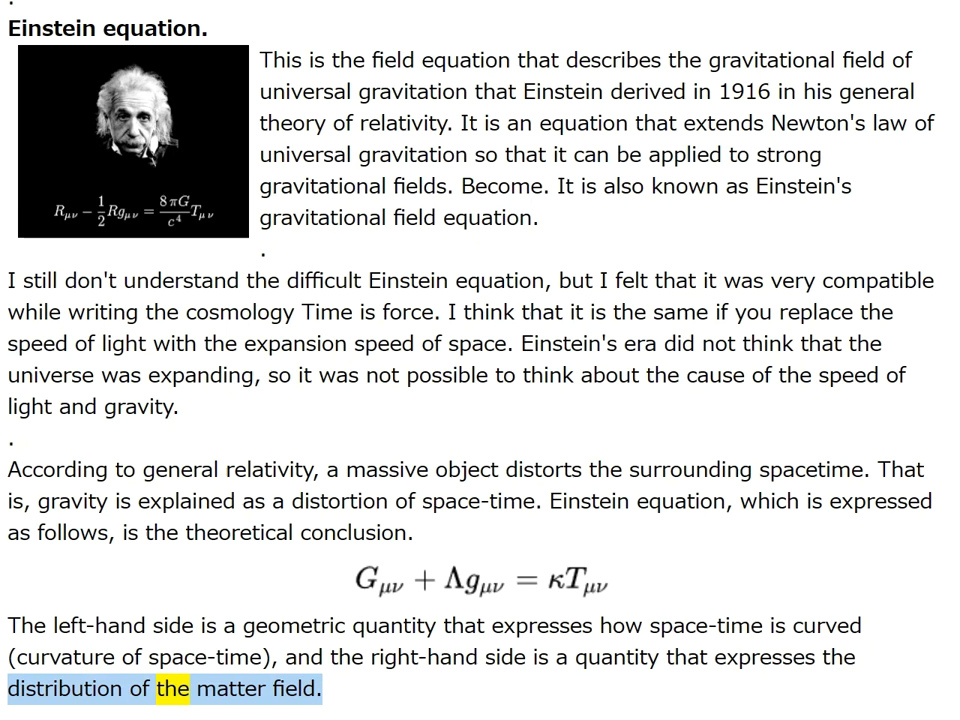 .
Einstein equation.
This is the field equation that describes the gravitational field of
universal gravitation that Einstein derived in 1916 in his general
theory of relativity. It is an equation that extends Newton's law of
universal gravitation so that it can be applied to strong
gravitational fields. Become. It is also known as Einstein's
gravitational field equation.
R_{μν} − \frac{1}{2} Rg_{μν} = \frac{8πG}{c^4} T_{μν}
.
I still don't understand the difficult Einstein equation, but I felt that it was very compatible
while writing the cosmology Time is force. I think that it is the same if you replace the
speed of light with the expansion speed of space. Einstein's era did not think that the
universe was expanding, so it was not possible to think about the cause of the speed of
light and gravity.
.
According to general relativity, a massive object distorts the surrounding spacetime. That
is, gravity is explained as a distortion of space-time. Einstein equation, which is expressed
as follows, is the theoretical conclusion.
G_{μν} + Λg_{μν} = κT_{μν}
The left-hand side is a geometric quantity that expresses how space-time is curved
(curvature of space-time), and the right-hand side is a quantity that expresses the
distribution of the matter field.